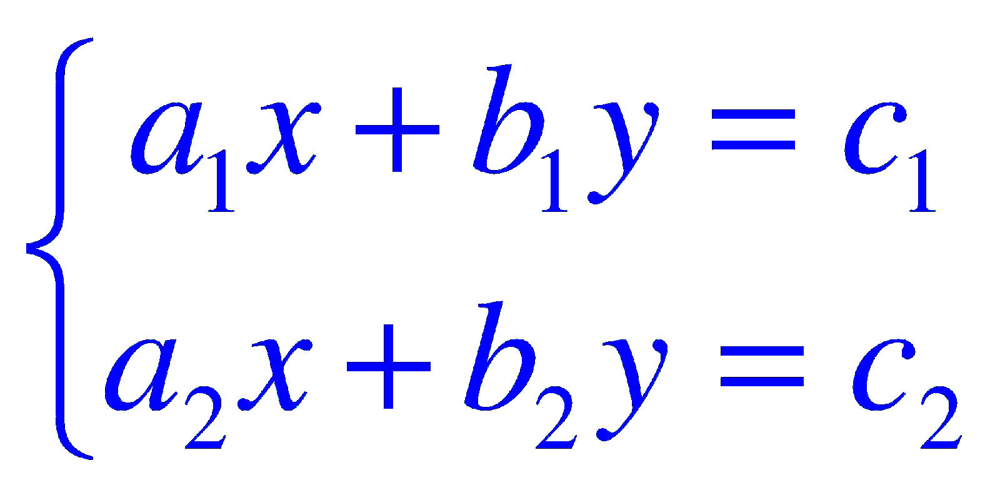 a₁x + b₁y = c₁
a₂x + b₂y = c₂